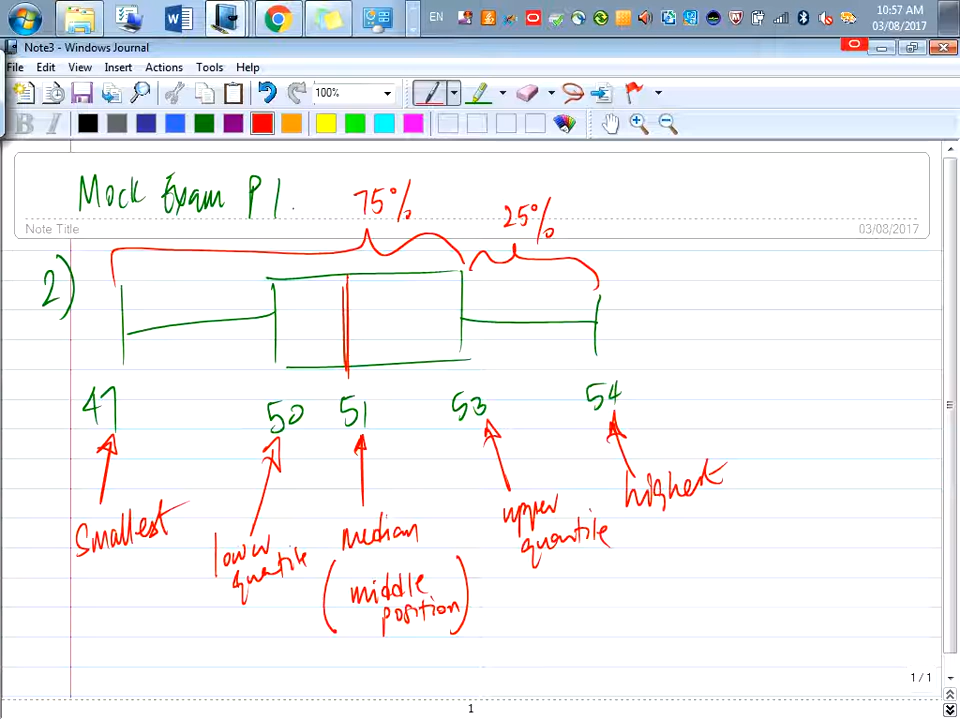 EN
10:57 AM
03/08/2017
Note3 - Windows Journal
File Edit View Insert Actions Tools Help
100%
B I
Mock Exam P1.
75%
25%
Note Title
03/08/2017
2)
47 50 51 53 54
smallest
lower quantile
median
(middle position)
upper quantile
highest
1 / 1
1